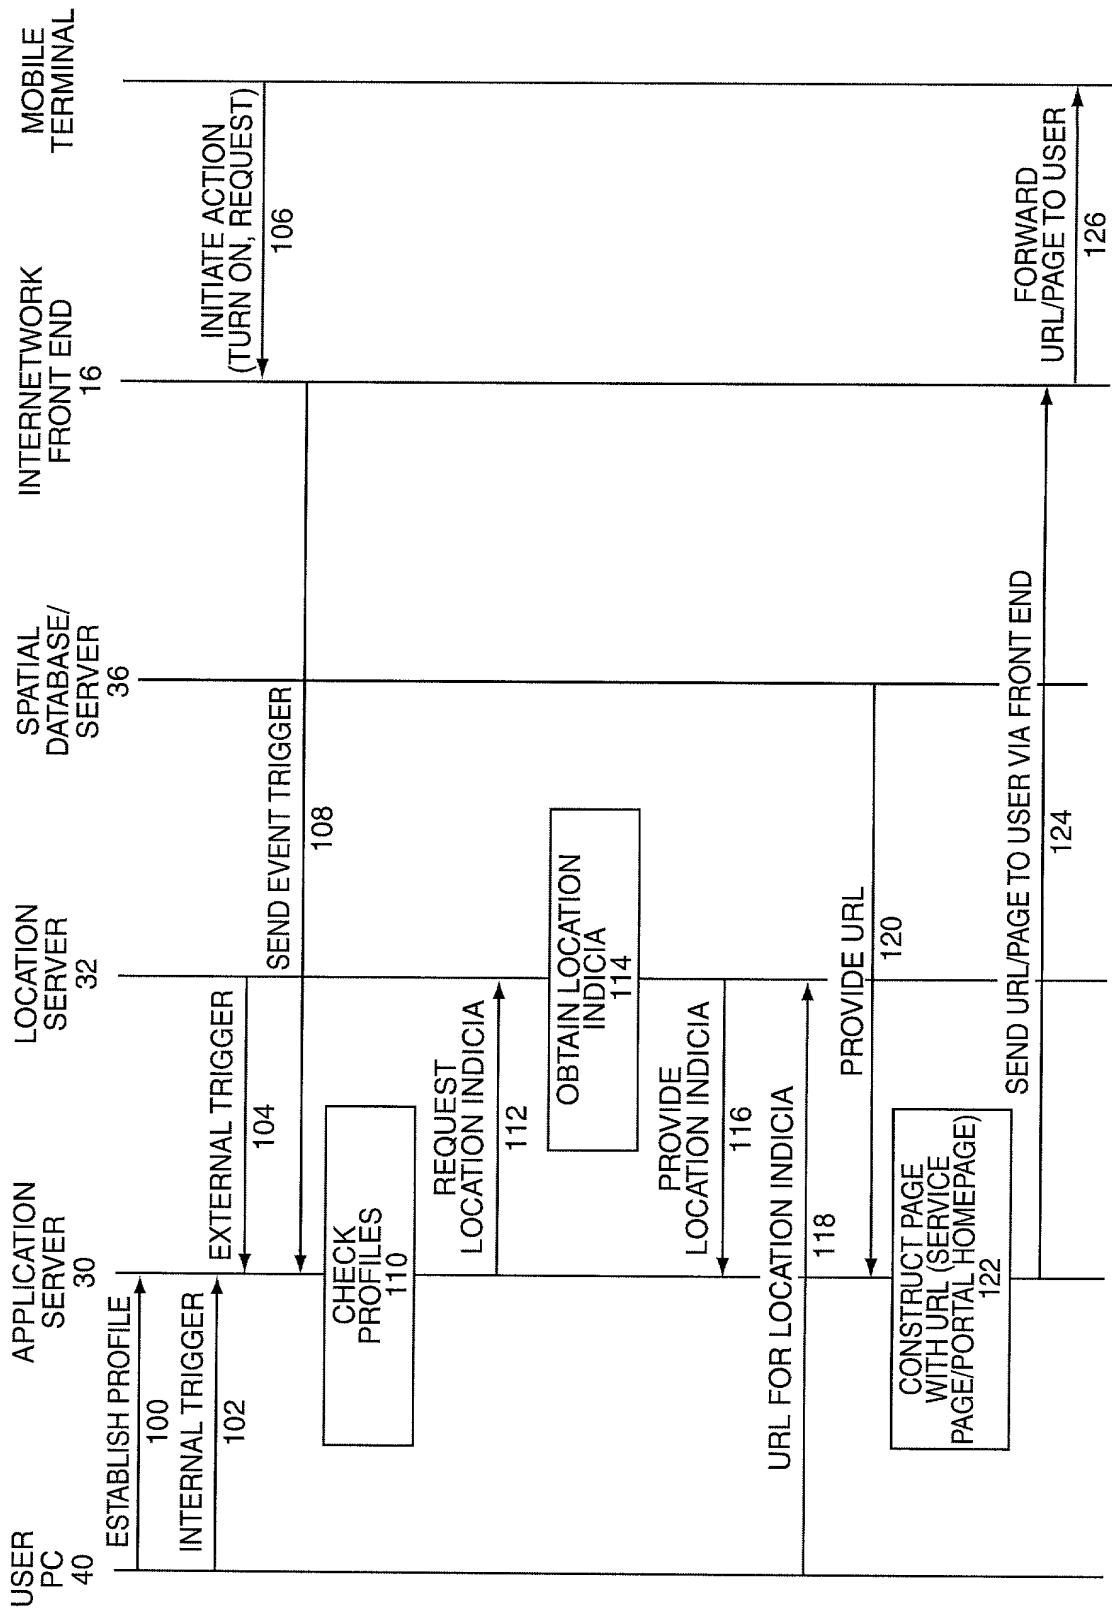 USER
PC
40
APPLICATION
SERVER
30
LOCATION
SERVER
32
SPATIAL
DATABASE/
SERVER
36
INTERNETWORK
FRONT END
16
MOBILE
TERMINAL
ESTABLISH PROFILE
100
INTERNAL TRIGGER
102
EXTERNAL TRIGGER
104
INITIATE ACTION
(TURN ON, REQUEST)
106
SEND EVENT TRIGGER
108
CHECK
PROFILES
110
REQUEST
LOCATION INDICIA
112
OBTAIN LOCATION
INDICIA
114
PROVIDE
LOCATION INDICIA
116
URL FOR LOCATION INDICIA
118
PROVIDE URL
120
CONSTRUCT PAGE
WITH URL (SERVICE
PAGE/PORTAL HOMEPAGE)
122
SEND URL/PAGE TO USER VIA FRONT END
124
FORWARD
URL/PAGE TO USER
126